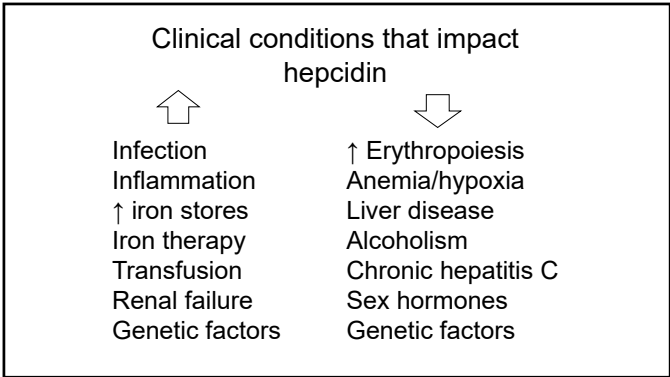 Clinical conditions that impact
hepcidin
Infection
Inflammation
↑ iron stores
Iron therapy
Transfusion
Renal failure
Genetic factors
↑ Erythropoiesis
Anemia/hypoxia
Liver disease
Alcoholism
Chronic hepatitis C
Sex hormones
Genetic factors